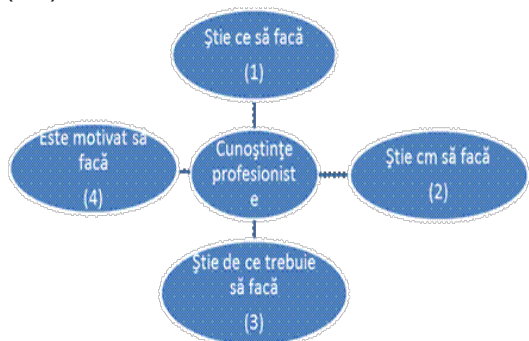 Ştie ce să facă
(1)
Este motivat să
facă
(4)
Cunoştinţe
profesionist
e
Ştie cm să facă
(2)
Ştie de ce trebuie
să facă
(3)